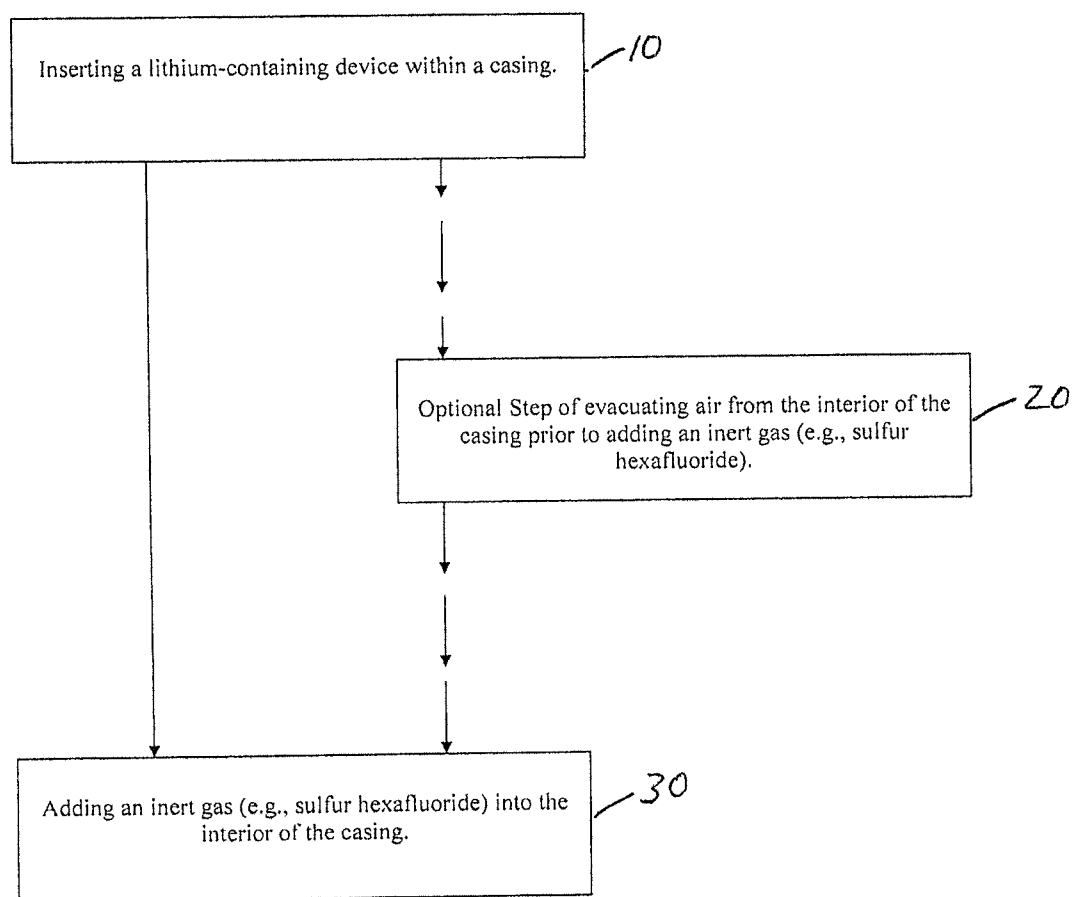 Inserting a lithium-containing device within a casing.
10
Optional Step of evacuating air from the interior of the
casing prior to adding an inert gas (e.g., sulfur
hexafluoride).
20
Adding an inert gas (e.g., sulfur hexafluoride) into the
interior of the casing.
30